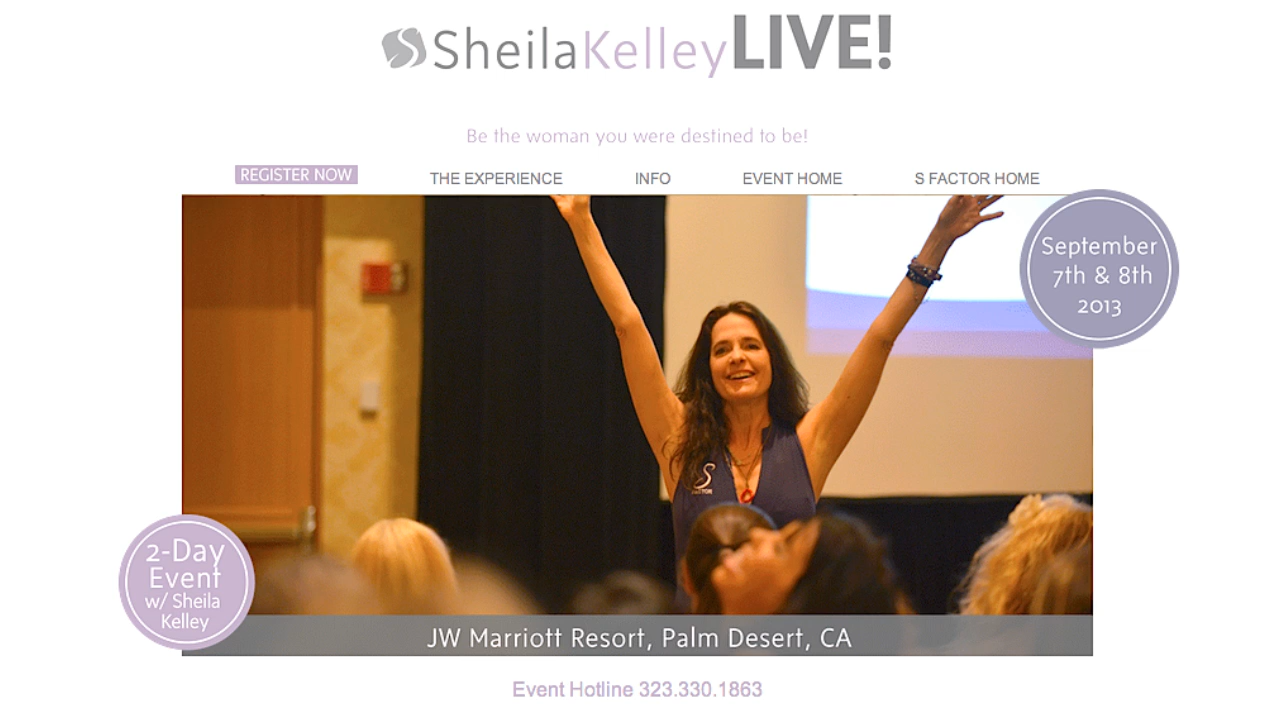 SheilaKelleyLIVE!
Be the woman you were destined to be!
REGISTER NOW THE EXPERIENCE INFO EVENT HOME S FACTOR HOME
September
7th & 8th
2013
S
2-Day
Event
w/ Sheila
Kelley
JW Marriott Resort, Palm Desert, CA
Event Hotline 323.330.1863